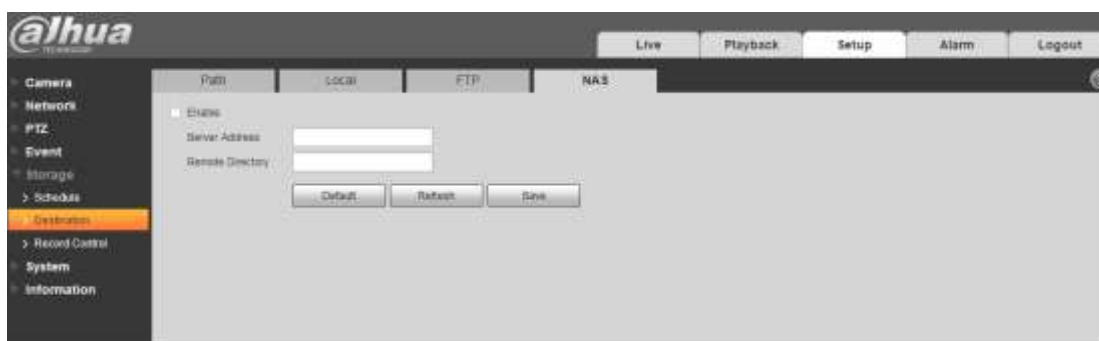 alhua
TECHNOLOGY
Live Playback Setup Alarm Logout
Camera
Network
PTZ
Event
Storage
> Schedule
> Destination
> Record Control
System
Information
Path Local FTP NAS
Enable
Server Address
Remote Directory
Default Refresh Save